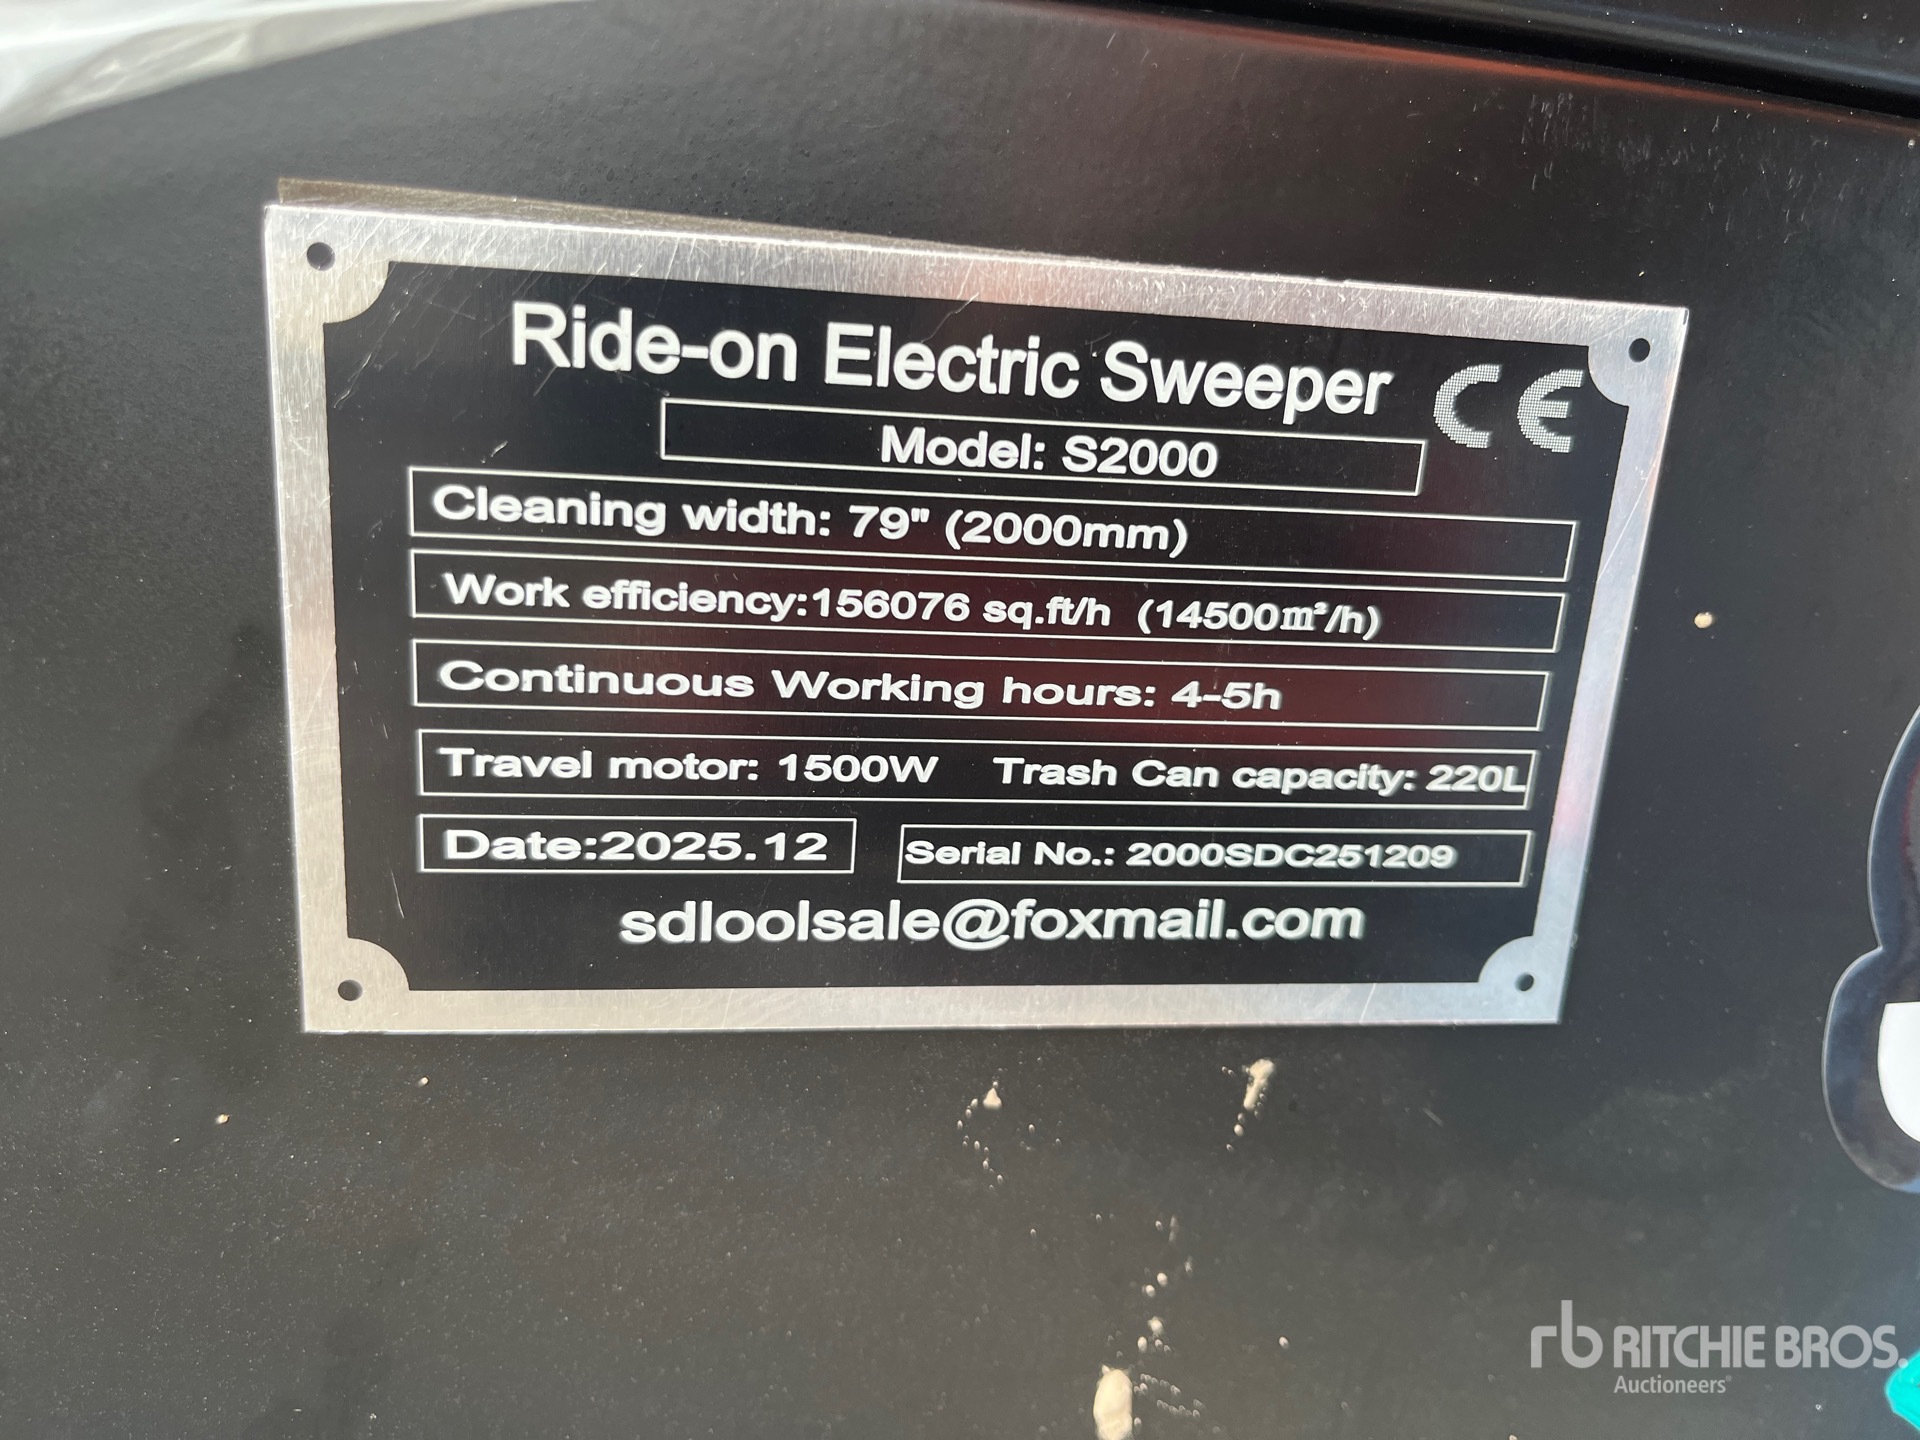 Ride-on Electric Sweeper CE
Model: S2000
Cleaning width: 79" (2000mm)
Work efficiency:156076 sq.ft/h (14500m²/h)
Continuous Working hours: 4-5h
Travel motor: 1500W Trash Can capacity: 220L
Date:2025.12 Serial No.: 2000SDC251209
sdloolsale@foxmail.com
rb RITCHIE BROS.
Auctioneers